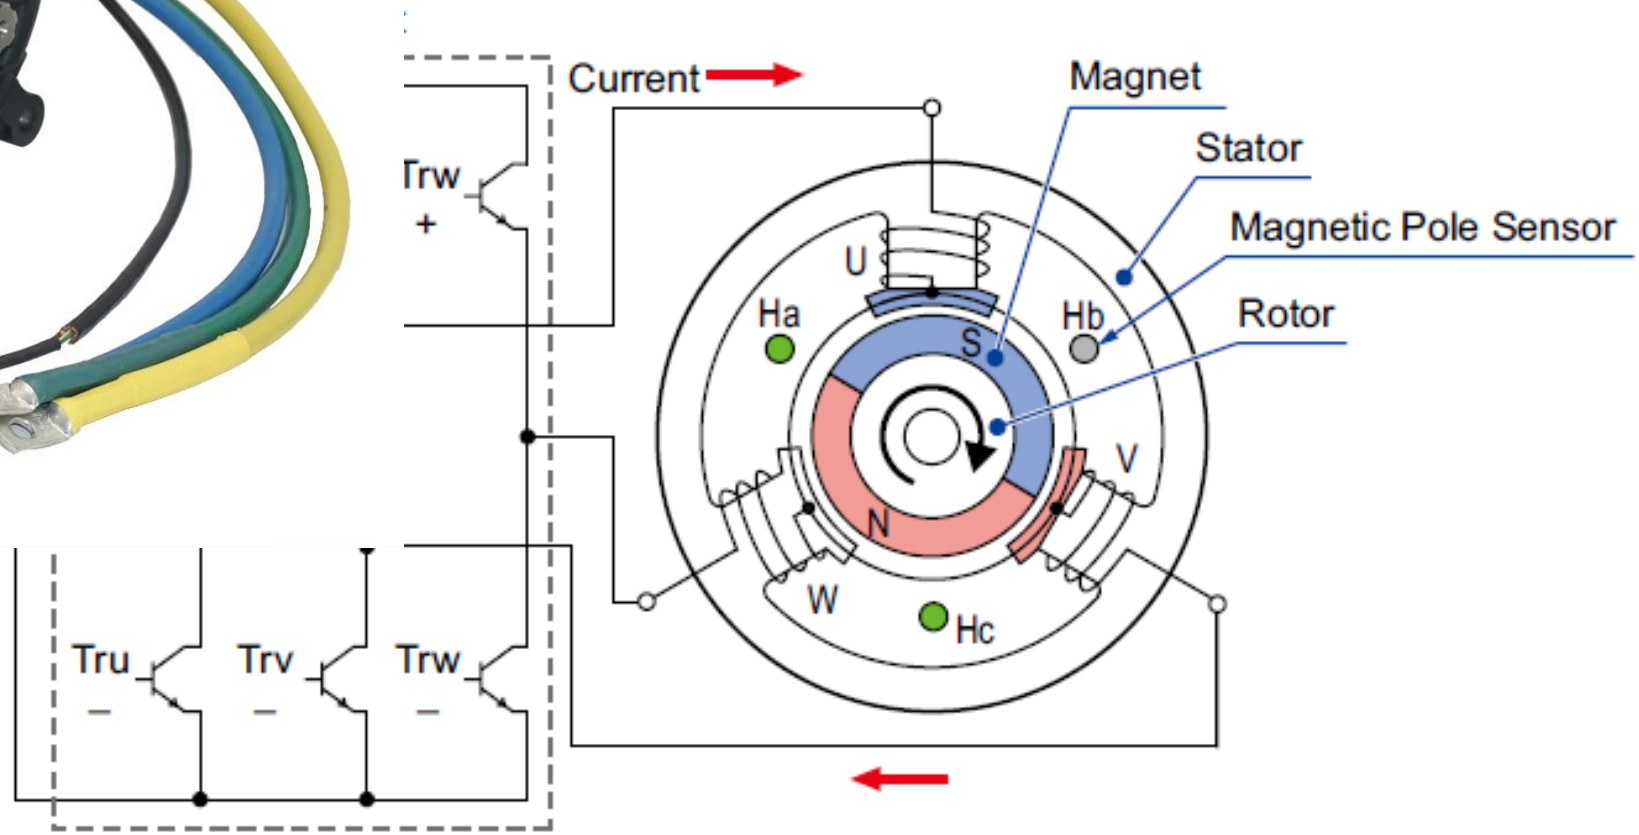 Current
Magnet
Stator
Trw
+
Magnetic Pole Sensor
U
Ha
Hb
Rotor
S
V
N
W
Hc
Tru
Trv
Trw
–
–
–